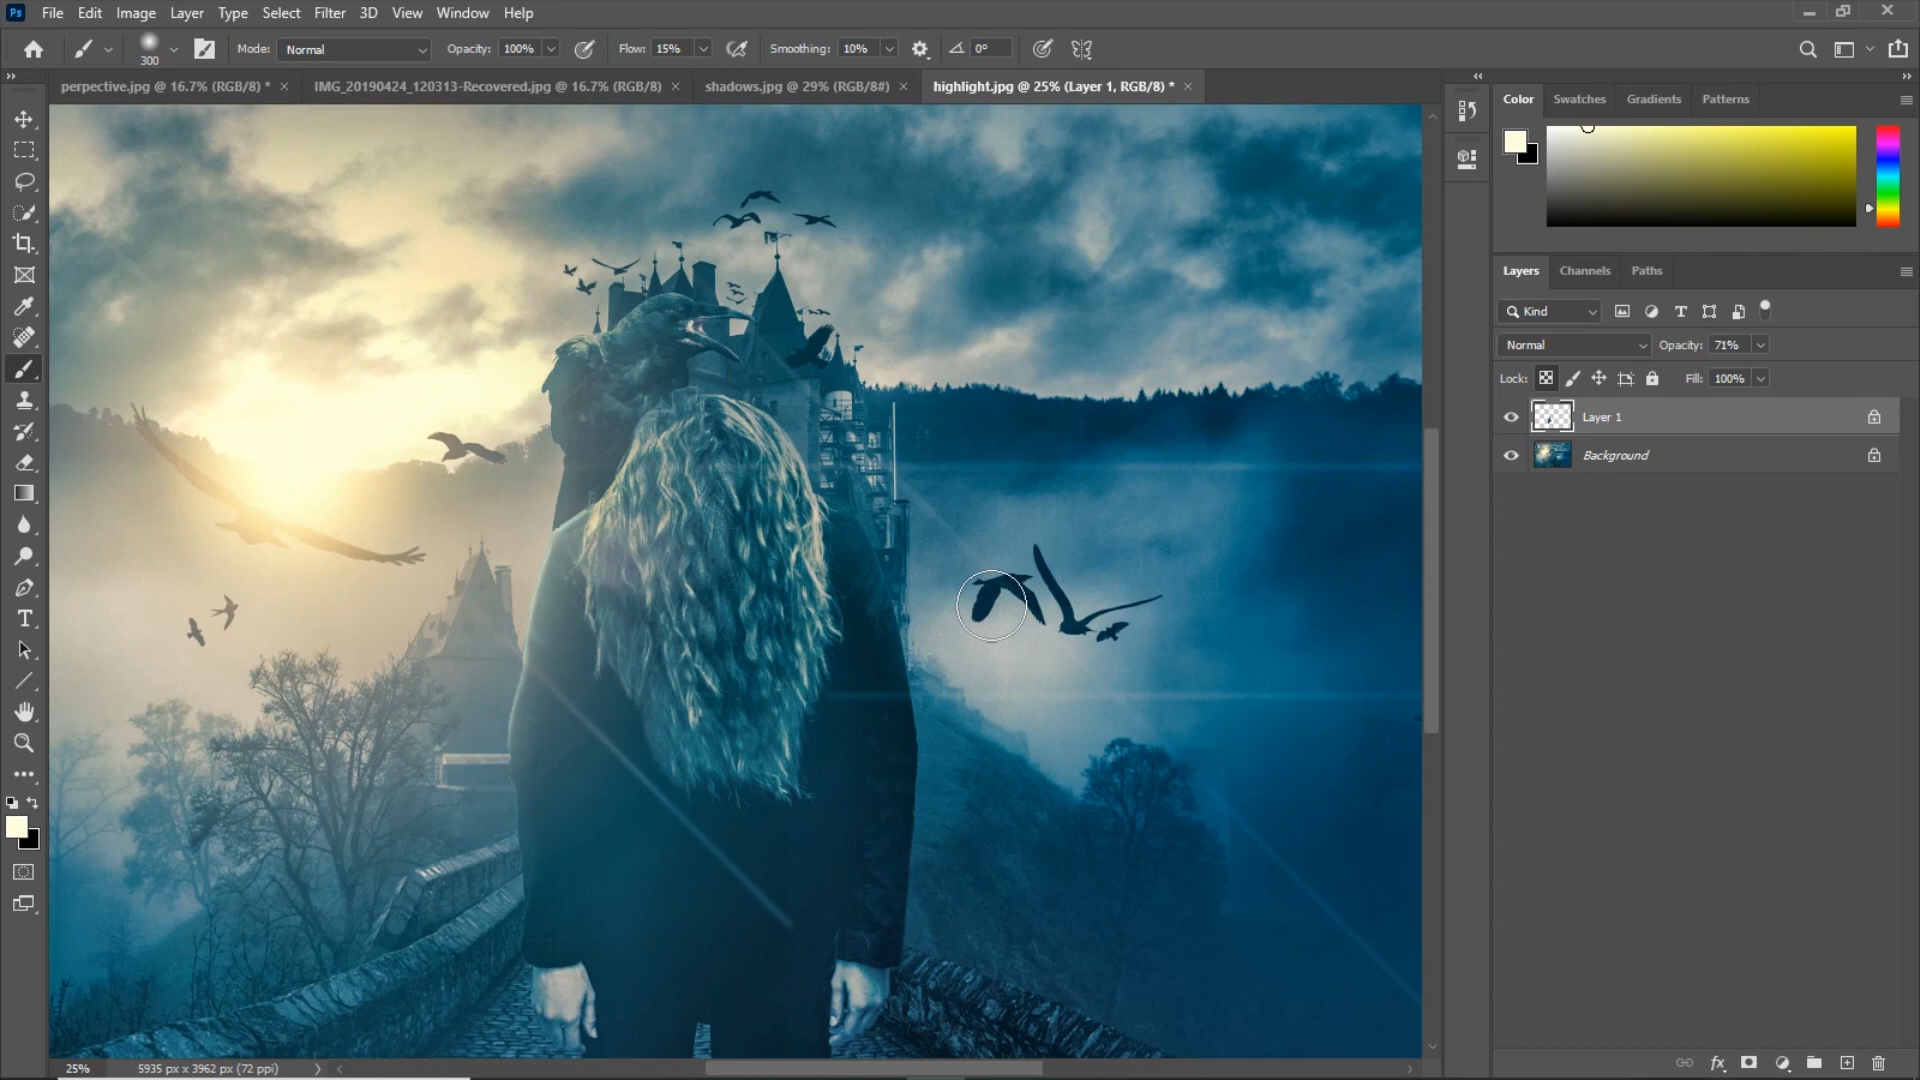 Ps File Edit Image Layer Type Select Filter 3D View Window Help
300 Mode: Normal Opacity: 100% Flow: 15% Smoothing: 10% 0°
perpective.jpg @ 16.7% (RGB/8) * IMG_20190424_120313-Recovered.jpg @ 16.7% (RGB/8) shadows.jpg @ 29% (RGB/8#) highlight.jpg @ 25% (Layer 1, RGB/8) *
Color Swatches Gradients Patterns
Layers Channels Paths
Kind
Normal Opacity: 71%
Lock: Fill: 100%
Layer 1
Background
25% 5935 px x 3962 px (72 ppi)